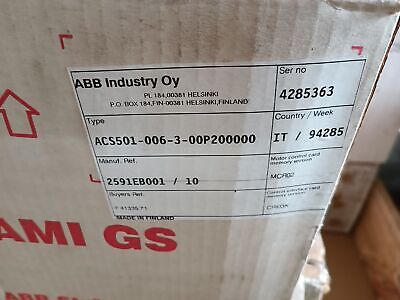 ABB Industry Oy
PL 184,00381 HELSINKI
P.O. BOX 184,FIN-00381 HELSINKI,FINLAND
Ser no
4285363
Type
ACS501-006-3-00P200000
Country / Week
IT / 94285
Manuf. Ref.
2591EB001 / 10
Motor control card
memory version
MCR02
Buyers Ref.
Control interface card
memory version
MADE IN FINLAND
AMI GS